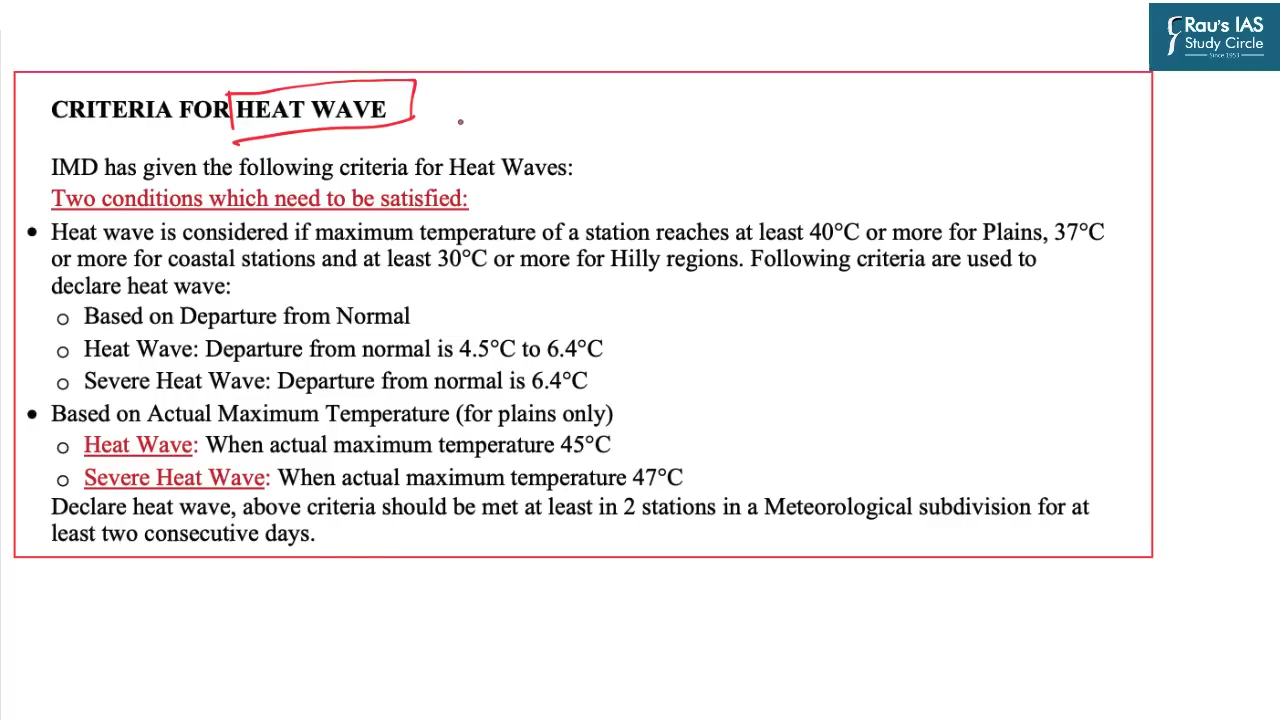 Rau's IAS
Study Circle
Since 1953
CRITERIA FOR HEAT WAVE
IMD has given the following criteria for Heat Waves:
Two conditions which need to be satisfied:
• Heat wave is considered if maximum temperature of a station reaches at least 40°C or more for Plains, 37°C
or more for coastal stations and at least 30°C or more for Hilly regions. Following criteria are used to
declare heat wave:
o Based on Departure from Normal
o Heat Wave: Departure from normal is 4.5°C to 6.4°C
o Severe Heat Wave: Departure from normal is 6.4°C
• Based on Actual Maximum Temperature (for plains only)
o Heat Wave: When actual maximum temperature 45°C
o Severe Heat Wave: When actual maximum temperature 47°C
Declare heat wave, above criteria should be met at least in 2 stations in a Meteorological subdivision for at
least two consecutive days.